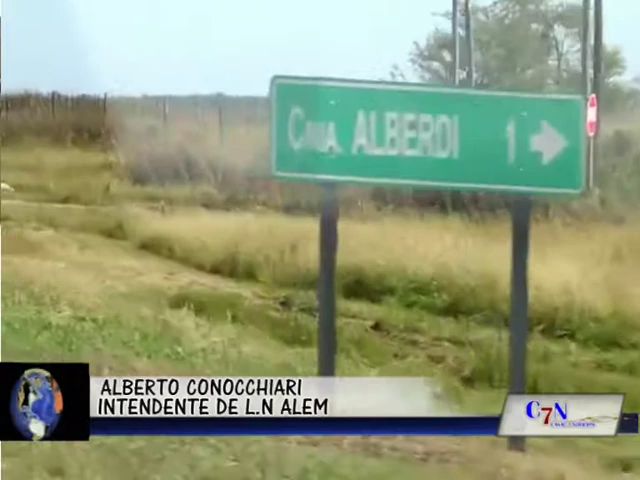 Cnia. ALBERDI 1
ALBERTO CONOCCHIARI
INTENDENTE DE L.N ALEM
C7N